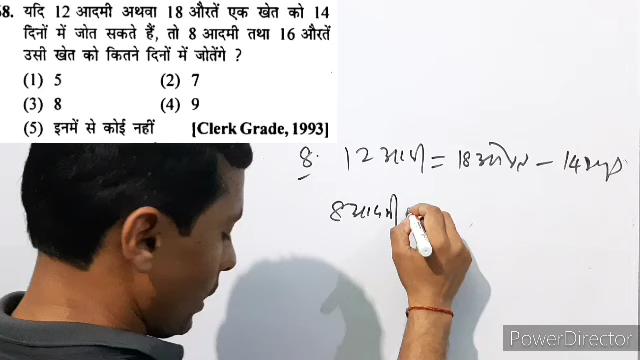 68. यदि 12 आदमी अथवा 18 औरतें एक खेत को 14
दिनों में जोत सकते हैं, तो 8 आदमी तथा 16 औरतें
उसी खेत को कितने दिनों में जोतेंगे ?
(1) 5 (2) 7
(3) 8 (4) 9
(5) इनमें से कोई नहीं [Clerk Grade, 1993]
8. 12 = 18 औरत - 14 days
8 आदमी
PowerDirector